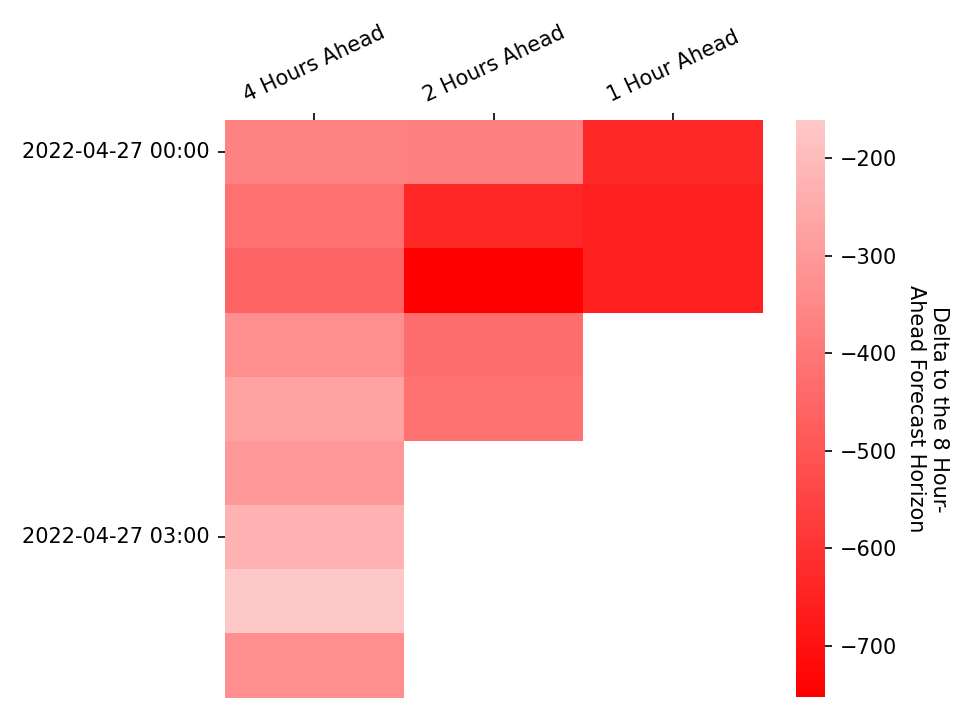 4 Hours Ahead
2 Hours Ahead
1 Hour Ahead
2022-04-27 00:00
2022-04-27 03:00
−200
−300
−400
−500
−600
−700
Delta to the 8 Hour-
Ahead Forecast Horizon